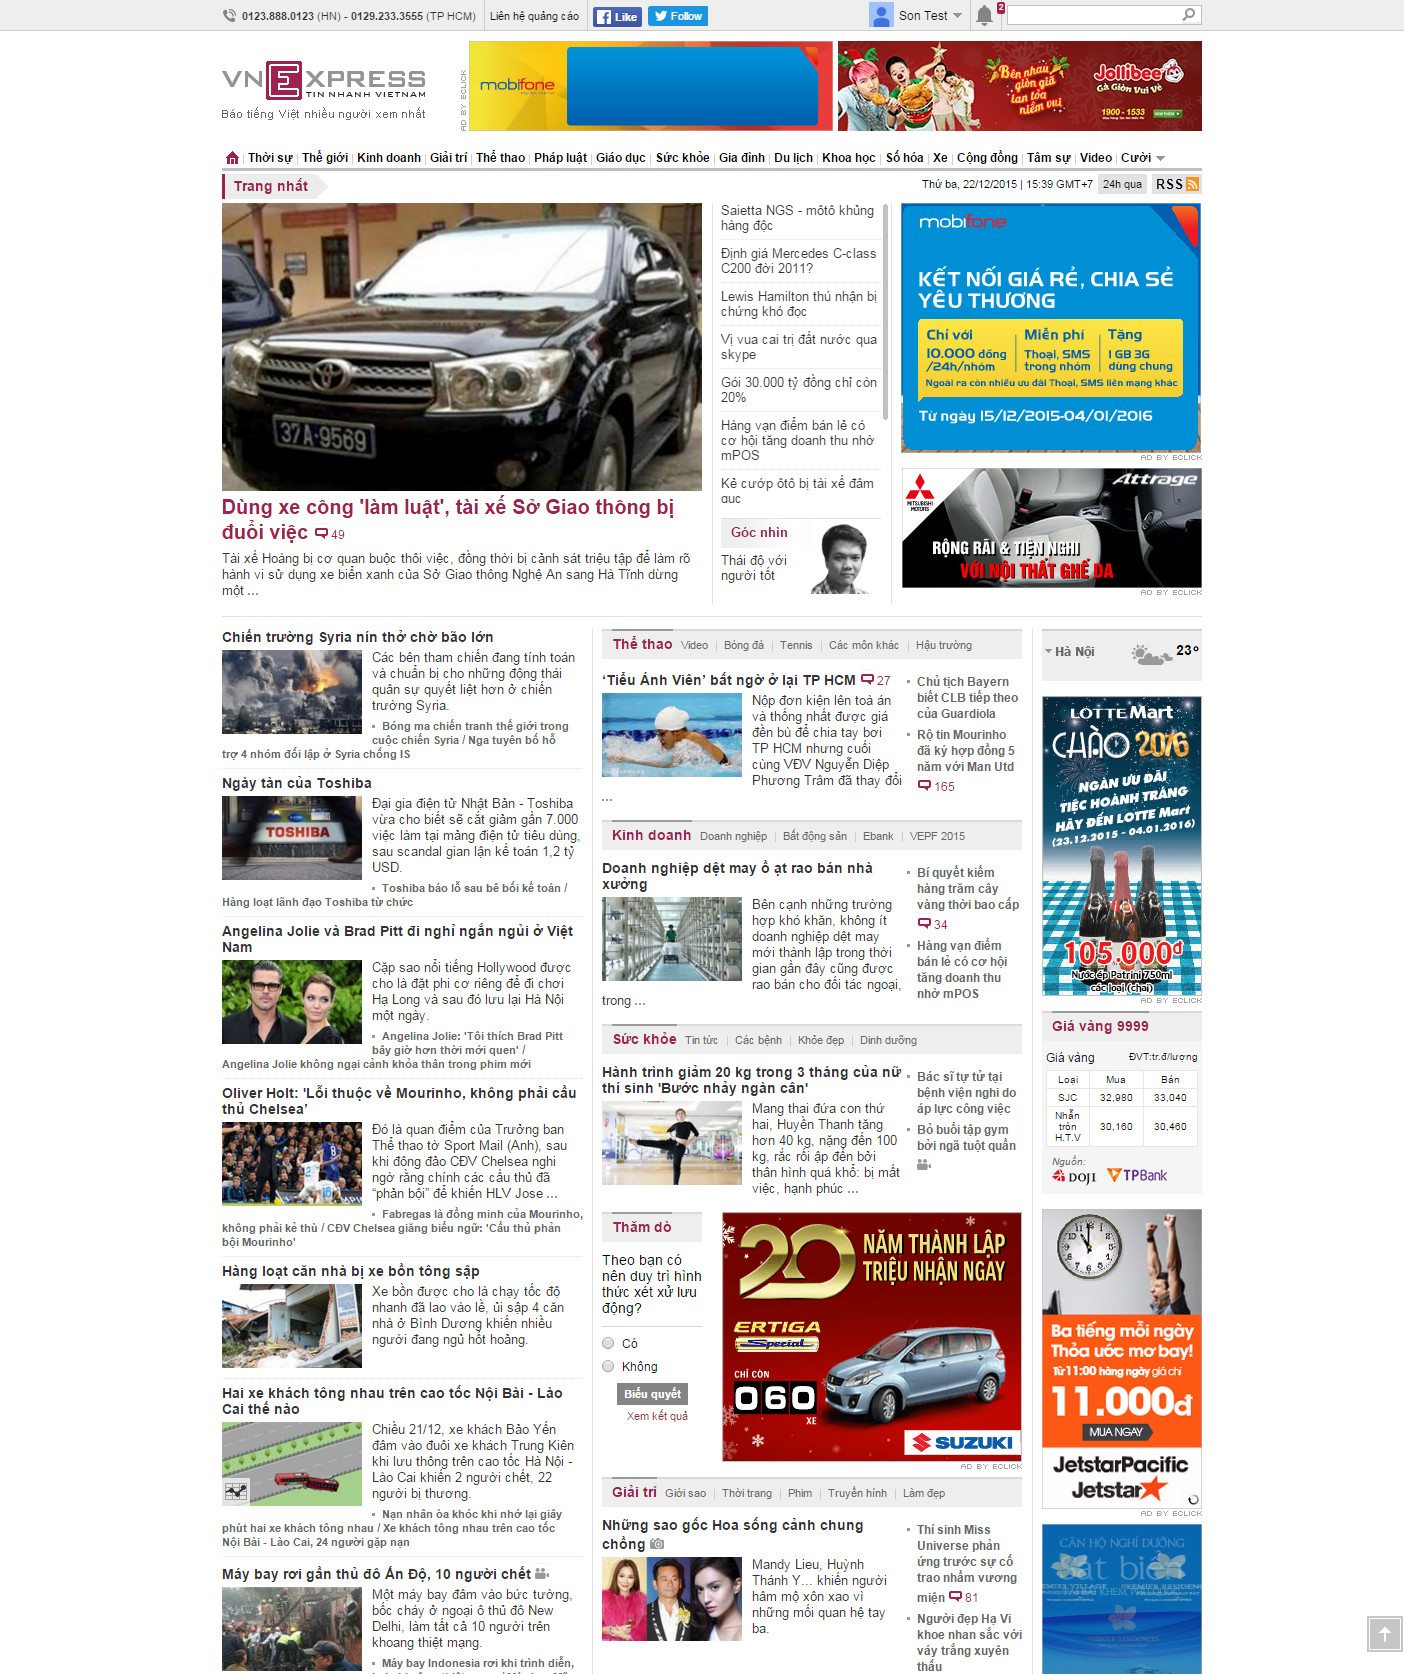 0123.888.0123 (HN) - 0129.233.3555 (TP HCM)
Liên hệ quảng cáo
Like
Follow
Son Test
2
VNEXPRESS
TIN NHANH VIETNAM
Báo tiếng Việt nhiều người xem nhất
AD BY ECLICK
mobifone
Bên nhau giòn giã lan tỏa niềm vui
Jollibee
Gà Giòn Vui Vẻ
1900 - 1533
Thời sự
Thế giới
Kinh doanh
Giải trí
Thể thao
Pháp luật
Giáo dục
Sức khỏe
Gia đình
Du lịch
Khoa học
Số hóa
Xe
Cộng đồng
Tâm sự
Video
Cười
Trang nhất
Thứ ba, 22/12/2015 | 15:39 GMT+7
24h qua
RSS
37A-9569
Dùng xe công 'làm luật', tài xế Sở Giao thông bị
đuổi việc 49
Tài xế Hoàng bị cơ quan buộc thôi việc, đồng thời bị cảnh sát triệu tập để làm rõ
hành vi sử dụng xe biển xanh của Sở Giao thông Nghệ An sang Hà Tĩnh dừng
một ...
Saietta NGS - môtô khủng
hàng độc
Định giá Mercedes C-class
C200 đời 2011?
Lewis Hamilton thú nhận bị
chứng khó đọc
Vị vua cai trị đất nước qua
skype
Gói 30.000 tỷ đồng chỉ còn
20%
Hàng vạn điểm bán lẻ có
cơ hội tăng doanh thu nhờ
mPOS
Kẻ cướp ôtô bị tài xế đâm
gục
Góc nhìn
Thái độ với
người tốt
mobifone
KẾT NỐI GIÁ RẺ, CHIA SẺ
YÊU THƯƠNG
Chỉ với
10.000 đồng
/24h/nhóm
Miễn phí
Thoại, SMS
trong nhóm
Tặng
1 GB 3G
dùng chung
Ngoài ra còn nhiều ưu đãi Thoại, SMS liên mạng khác
Từ ngày 15/12/2015-04/01/2016
AD BY ECLICK
MITSUBISHI
MOTORS
Attrage
RỘNG RÃI & TIỆN NGHI
VỚI NỘI THẤT GHẾ DA
AD BY ECLICK
Chiến trường Syria nín thở chờ bão lớn
Các bên tham chiến đang tính toán
và chuẩn bị cho những động thái
quân sự quyết liệt hơn ở chiến
trường Syria.
Bóng ma chiến tranh thế giới trong
cuộc chiến Syria / Nga tuyên bố hỗ
trợ 4 nhóm đối lập ở Syria chống IS
Ngày tàn của Toshiba
TOSHIBA
Đại gia điện tử Nhật Bản - Toshiba
vừa cho biết sẽ cắt giảm gần 7.000
việc làm tại mảng điện tử tiêu dùng,
sau scandal gian lận kế toán 1,2 tỷ
USD.
Toshiba báo lỗ sau bê bối kế toán /
Hàng loạt lãnh đạo Toshiba từ chức
Angelina Jolie và Brad Pitt đi nghỉ ngắn ngủi ở Việt
Nam
Cặp sao nổi tiếng Hollywood được
cho là đặt phi cơ riêng để đi chơi
Hạ Long và sau đó lưu lại Hà Nội
một ngày.
Angelina Jolie: 'Tôi thích Brad Pitt
bây giờ hơn thời mới quen' /
Angelina Jolie không ngại cảnh khỏa thân trong phim mới
Oliver Holt: 'Lỗi thuộc về Mourinho, không phải cầu
thủ Chelsea'
Đó là quan điểm của Trưởng ban
Thể thao tờ Sport Mail (Anh), sau
khi động đảo CĐV Chelsea nghi
ngờ rằng chính các cầu thủ đã
“phản bội” để khiến HLV Jose ...
Fabregas là đồng minh của Mourinho,
không phải kẻ thù / CĐV Chelsea giăng biểu ngữ: 'Cầu thủ phản
bội Mourinho'
Hàng loạt căn nhà bị xe bồn tông sập
Xe bồn được cho là chạy tốc độ
nhanh đã lao vào lề, ủi sập 4 căn
nhà ở Bình Dương khiến nhiều
người đang ngủ hốt hoảng.
Hai xe khách tông nhau trên cao tốc Nội Bài - Lào
Cai thế nào
Chiều 21/12, xe khách Bảo Yến
đâm vào đuôi xe khách Trung Kiên
khi lưu thông trên cao tốc Hà Nội -
Lào Cai khiến 2 người chết, 22
người bị thương.
Nạn nhân òa khóc khi nhớ lại giây
phút hai xe khách tông nhau / Xe khách tông nhau trên cao tốc
Nội Bài - Lào Cai, 24 người gặp nạn
Máy bay rơi gần thủ đô Ấn Độ, 10 người chết
Một máy bay đâm vào bức tường,
bốc cháy ở ngoại ô thủ đô New
Delhi, làm tất cả 10 người trên
khoang thiệt mạng.
Máy bay Indonesia rơi khi trình diễn,
Thể thao
Video
Bóng đá
Tennis
Các môn khác
Hậu trường
‘Tiểu Ánh Viên’ bất ngờ ở lại TP HCM 27
Nộp đơn kiện lên toà án
và thống nhất được giá
đền bù để chia tay bơi
TP HCM nhưng cuối
cùng VĐV Nguyễn Diệp
Phương Trâm đã thay đổi
...
Chủ tịch Bayern
biết CLB tiếp theo
của Guardiola
Rộ tin Mourinho
đã ký hợp đồng 5
năm với Man Utd
165
Kinh doanh
Doanh nghiệp
Bất động sản
Ebank
VEPF 2015
Doanh nghiệp dệt may ồ ạt rao bán nhà
xưởng
Bên cạnh những trường
hợp khó khăn, không ít
doanh nghiệp dệt may
mới thành lập trong thời
gian gần đây cũng được
rao bán cho đối tác ngoại,
trong ...
Bí quyết kiếm
hàng trăm cây
vàng thời bao cấp
34
Hàng vạn điểm
bán lẻ có cơ hội
tăng doanh thu
nhờ mPOS
Sức khỏe
Tin tức
Các bệnh
Khỏe đẹp
Dinh dưỡng
Hành trình giảm 20 kg trong 3 tháng của nữ
thí sinh 'Bước nhảy ngàn cân'
Mang thai đứa con thứ
hai, Huyền Thanh tăng
hơn 40 kg, nặng đến 100
kg, rắc rối ập đến bởi
thân hình quá khổ: bị mất
việc, hạnh phúc ...
Bác sĩ tự tử tại
bệnh viện nghi do
áp lực công việc
Bỏ buổi tập gym
bởi ngã tuột quần
Thăm dò
Theo bạn có
nên duy trì hình
thức xét xử lưu
động?
Có
Không
Biểu quyết
Xem kết quả
20 NĂM THÀNH LẬP
TRIỆU NHẬN NGAY
ERTIGA
Special
CHỈ CÒN
060
XE
SUZUKI
AD BY ECLICK
Giải trí
Giới sao
Thời trang
Phim
Truyền hình
Làm đẹp
Những sao gốc Hoa sống cảnh chung
chồng
Mandy Lieu, Huỳnh
Thánh Y... khiến người
hâm mộ xôn xao vì
những mối quan hệ tay
ba.
Thí sinh Miss
Universe phản
ứng trước sự cố
trao nhầm vương
miện 81
Người đẹp Hạ Vi
khoe nhan sắc với
váy trắng xuyên
thấu
Hà Nội
23º
LOTTE Mart
CHÀO 2016
NGÀN ƯU ĐÃI
TIỆC HOÀNH TRÁNG
HÃY ĐẾN LOTTE Mart
(23.12.2015 ~ 04.01.2016)
105.000đ
Nước ép Patrini 750ml
các loại (chai)
AD BY ECLICK
Giá vàng 9999
Giá vàng
ĐVT:tr.đ/lượng
Loại Mua Bán
SJC 32,980 33,040
Nhẫn
tròn
H.T.V
30,160 30,460
Nguồn:
DOJI
TPBank
Ba tiếng mỗi ngày
Thỏa ước mơ bay!
Từ 11:00 hàng ngày giá chỉ
11.000đ
MUA NGAY
JetstarPacific
Jetstar
AD BY ECLICK
CĂN HỘ NGHỈ DƯỠNG
PREMIER RESIDENCES